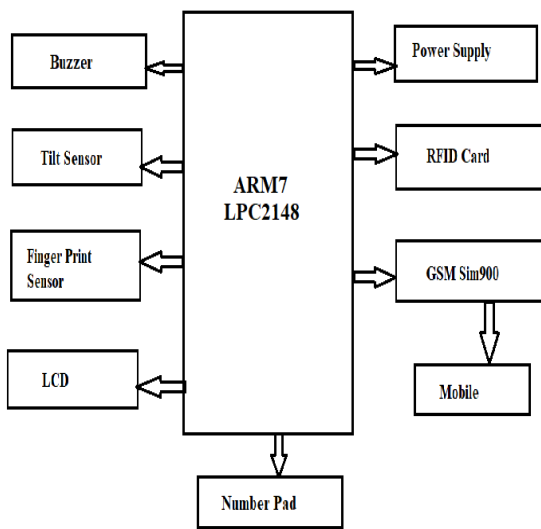 Buzzer
Tilt Sensor
Finger Print
Sensor
LCD
ARM7
LPC2148
Power Supply
RFID Card
GSM Sim900
Mobile
Number Pad